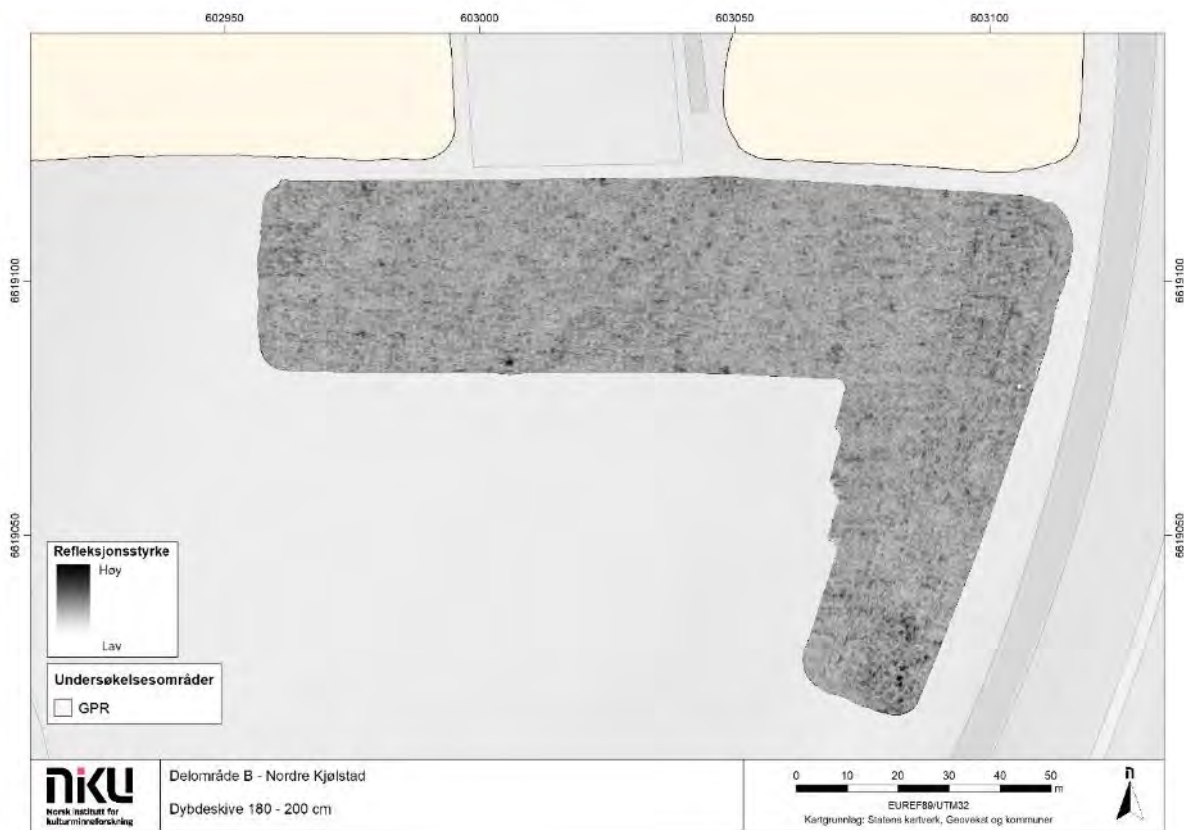 602950 603000 603050 603100
6619100 6619100
6619050 6619050
Refleksjonsstyrke
Høy
Lav
Undersøkelsesområder
GPR
NIKU
Norsk institutt for
kulturminneforskning
Delområde B - Nordre Kjølstad
Dybdeskive 180 - 200 cm
0 10 20 30 40 50
m
EUREF89/UTM32
Kartgrunnlag: Statens kartverk, Geovekst og kommuner
n